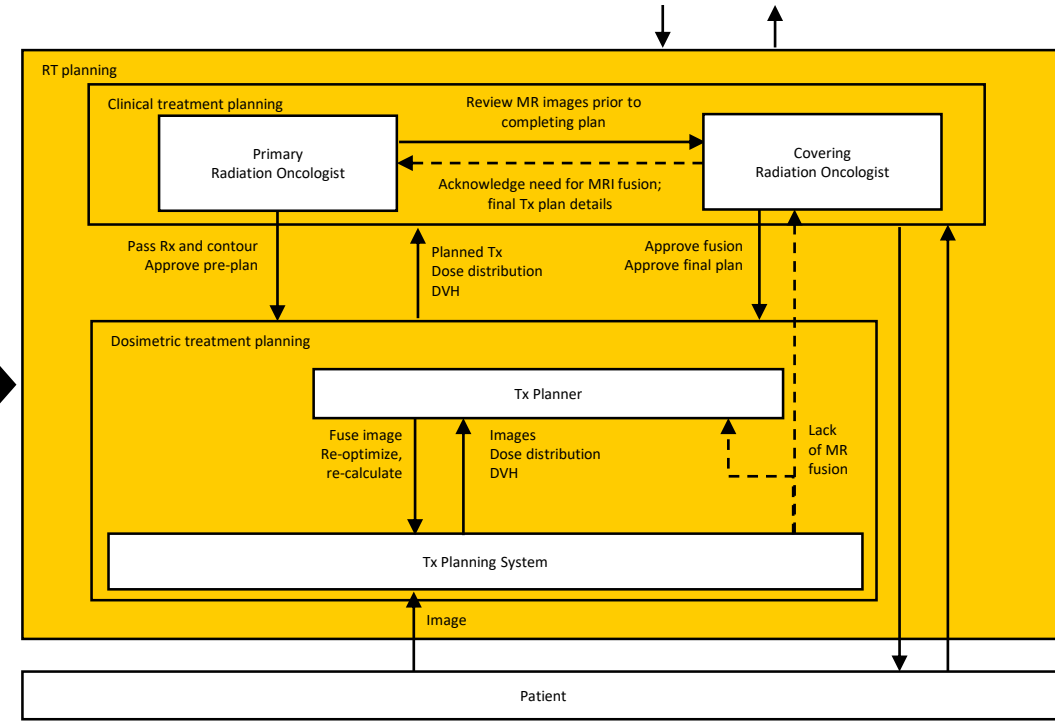 RT planning
Clinical treatment planning
Review MR images prior to
completing plan
Primary
Radiation Oncologist
Covering
Radiation Oncologist
Acknowledge need for MRI fusion;
final Tx plan details
Pass Rx and contour
Approve pre-plan
Planned Tx
Dose distribution
DVH
Approve fusion
Approve final plan
Dosimetric treatment planning
Tx Planner
Fuse image
Re-optimize,
re-calculate
Images
Dose distribution
DVH
Lack
of MR
fusion
Tx Planning System
Image
Patient